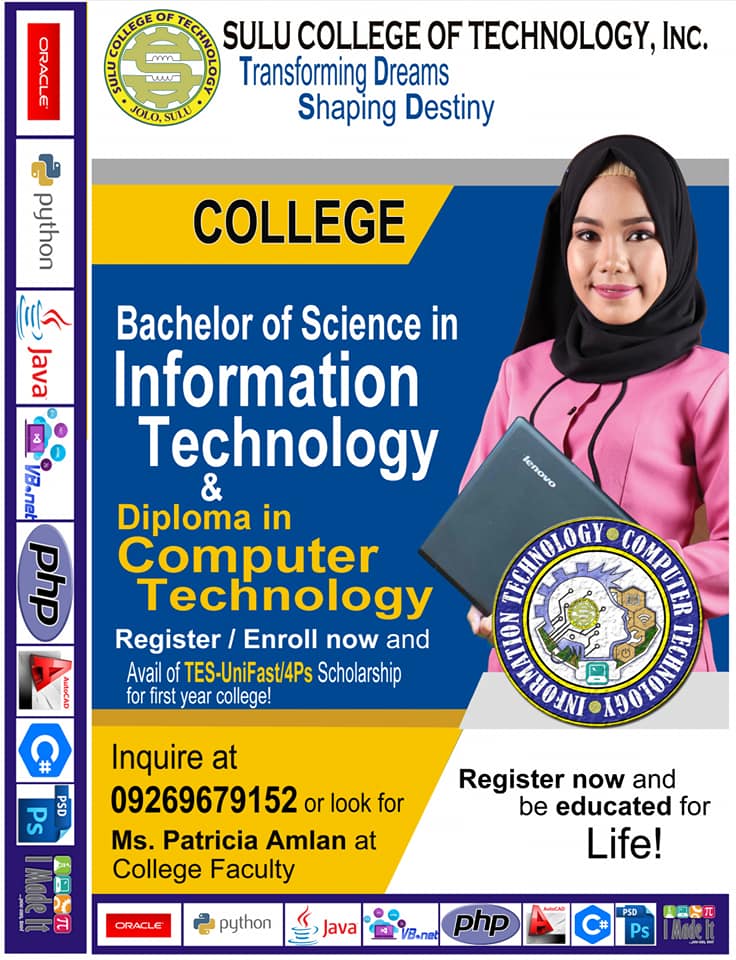 SULU COLLEGE OF TECHNOLOGY
JOLO, SULU
SULU COLLEGE OF TECHNOLOGY, INC.
Transforming Dreams
Shaping Destiny
COLLEGE
Bachelor of Science in
Information
Technology
&
Diploma in
Computer
Technology
Register / Enroll now and
Avail of TES-UniFast/4Ps Scholarship
for first year college!
lenovo
INFORMATION TECHNOLOGY • COMPUTER TECHNOLOGY
Inquire at
09269679152 or look for
Ms. Patricia Amlan at
College Faculty
Register now and
be educated for
Life!
ORACLE
python
Java
VB.net
php
AutoCAD
C#
PSD
Ps
I Made It
ORACLE
python
Java
VB.net
php
AutoCAD
C#
PSD
Ps
I Made It